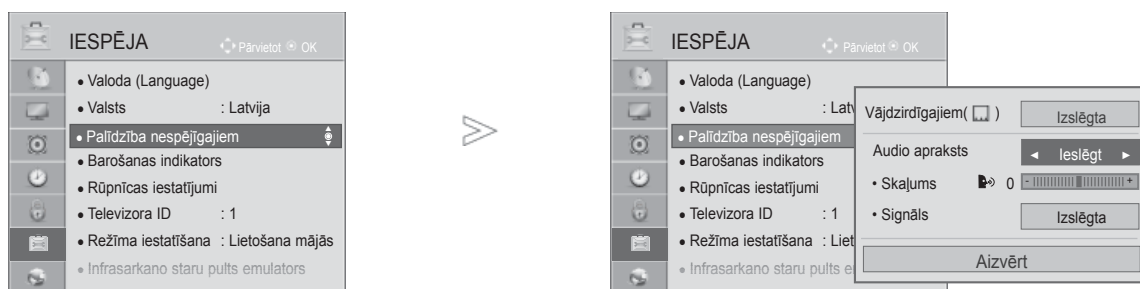 IESPĒJA Pārvietot OK
• Valoda (Language)
• Valsts : Latvija
• Palīdzība nespējīgajiem
• Barošanas indikators
• Rūpnīcas iestatījumi
• Televizora ID : 1
• Režīma iestatīšana : Lietošana mājās
• Infrasarkano staru pults emulators
IESPĒJA Pārvietot OK
• Valoda (Language)
• Valsts : Latv
• Palīdzība nespējīgajiem
• Barošanas indikators
• Rūpnīcas iestatījumi
• Televizora ID : 1
• Režīma iestatīšana : Liet
• Infrasarkano staru pults e
Vājdzirdīgajiem( ) Izslēgta
Audio apraksts ◄ Ieslēgt ►
• Skaļums 0 - +
• Signāls Izslēgta
Aizvērt